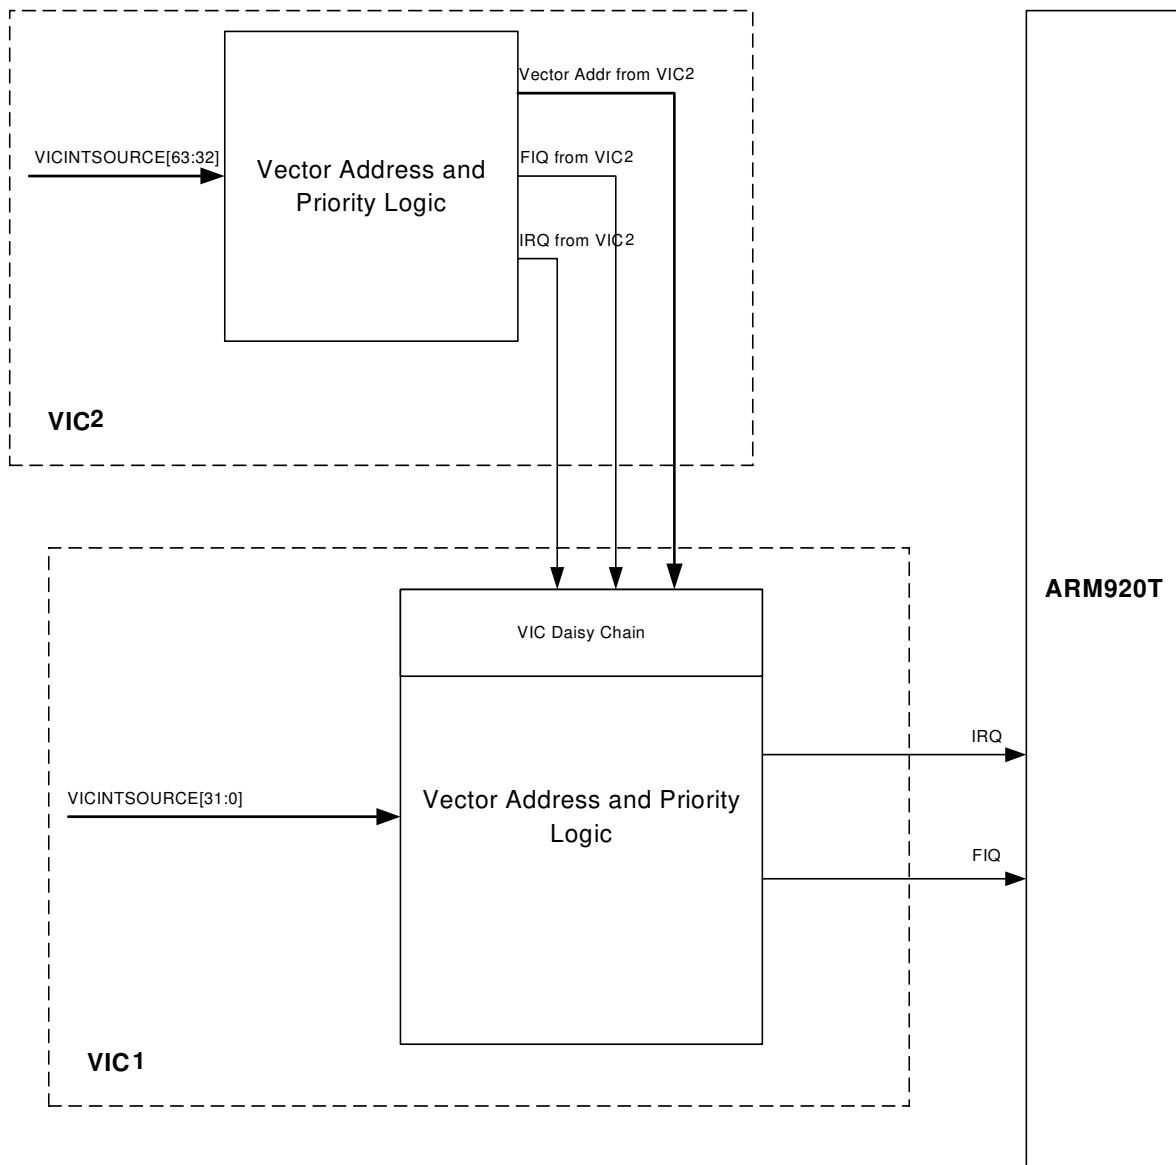 Vector Addr from VIC2
VICINTSOURCE[63:32]
Vector Address and
Priority Logic
FIQ from VIC2
IRQ from VIC2
VIC2
ARM920T
VIC Daisy Chain
IRQ
VICINTSOURCE[31:0]
Vector Address and Priority
Logic
FIQ
VIC1